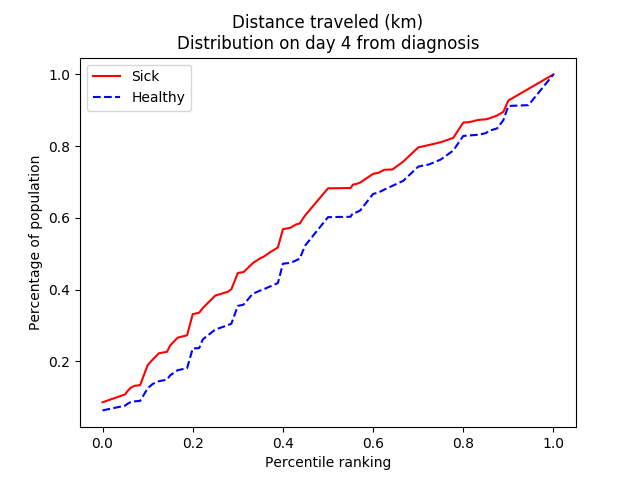 Distance traveled (km)
Distribution on day 4 from diagnosis
Sick
Healthy
Percentage of population
1.0
0.8
0.6
0.4
0.2
0.0 0.2 0.4 0.6 0.8 1.0
Percentile ranking